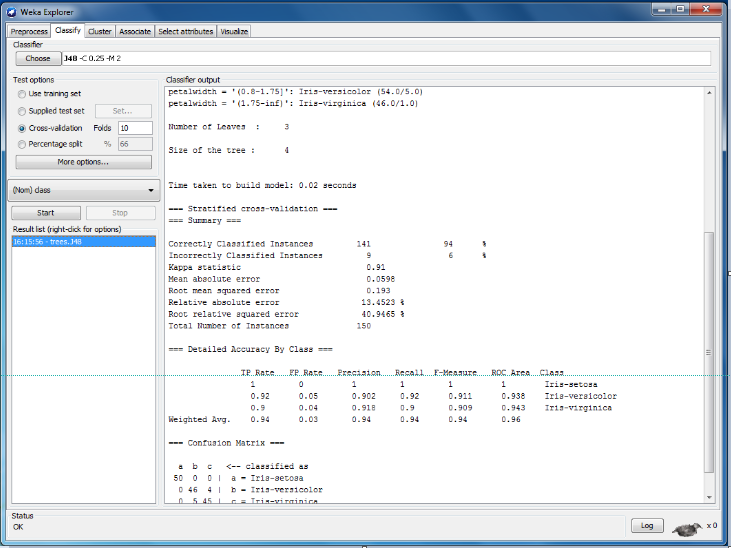 Weka Explorer
Preprocess Classify Cluster Associate Select attributes Visualize
Classifier
Choose J48 -C 0.25 -M 2
Test options
Use training set
Supplied test set Set...
Cross-validation Folds 10
Percentage split % 66
More options...
(Nom) class
Start Stop
Result list (right-click for options)
16:15:56 - trees.J48
Classifier output
petalwidth = '(0.8-1.75]': Iris-versicolor (54.0/5.0)
petalwidth = '(1.75-inf)': Iris-virginica (46.0/1.0)
Number of Leaves : 3
Size of the tree : 4
Time taken to build model: 0.02 seconds
=== Stratified cross-validation ===
=== Summary ===
Correctly Classified Instances 141 94 %
Incorrectly Classified Instances 9 6 %
Kappa statistic 0.91
Mean absolute error 0.0598
Root mean squared error 0.193
Relative absolute error 13.4523 %
Root relative squared error 40.9465 %
Total Number of Instances 150
=== Detailed Accuracy By Class ===
TP Rate FP Rate Precision Recall F-Measure ROC Area Class
1 0 1 1 1 1 Iris-setosa
0.92 0.05 0.902 0.92 0.911 0.938 Iris-versicolor
0.9 0.04 0.918 0.9 0.909 0.943 Iris-virginica
Weighted Avg. 0.94 0.03 0.94 0.94 0.94 0.96
=== Confusion Matrix ===
a b c <-- classified as
50 0 0 | a = Iris-setosa
0 46 4 | b = Iris-versicolor
0 5 45 | c = Iris-virginica
Status
OK
Log
x 0